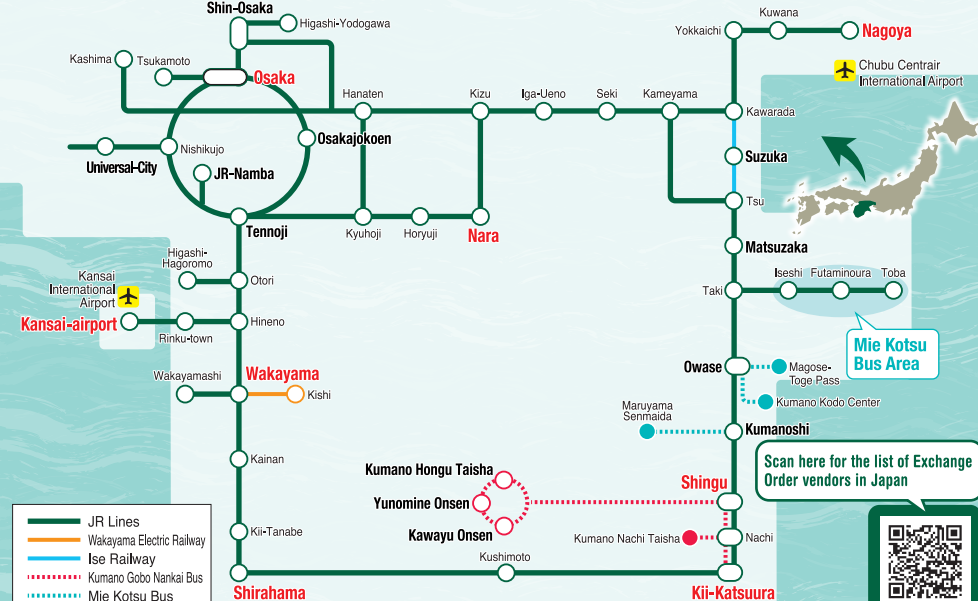 Shin-Osaka
Higashi-Yodogawa
Kashima
Tsukamoto
Osaka
Yokkaichi
Kuwana
Nagoya
Chubu Centrair
International Airport
Hanaten
Kizu
Iga-Ueno
Seki
Kameyama
Kawarada
Universal-City
Nishikujo
Osakajokoen
JR-Namba
Suzuka
Tsu
Tennoji
Kyuhoji
Horyuji
Nara
Matsuzaka
Higashi-
Hagoromo
Otori
Kansai
International
Airport
Kansai-airport
Rinku-town
Hineno
Taki
Iseshi
Futaminoura
Toba
Mie Kotsu
Bus Area
Wakayamashi
Wakayama
Kishi
Owase
Magose-
Toge Pass
Kumano Kodo Center
Maruyama
Senmaida
Kumanoshi
Kainan
Kumano Hongu Taisha
Yunomine Onsen
Kawayu Onsen
Shingu
Scan here for the list of Exchange
Order vendors in Japan
Kumano Nachi Taisha
Nachi
Kii-Tanabe
Kushimoto
Shirahama
Kii-Katsuura
JR Lines
Wakayama Electric Railway
Ise Railway
Kumano Gobo Nankai Bus
Mie Kotsu Bus